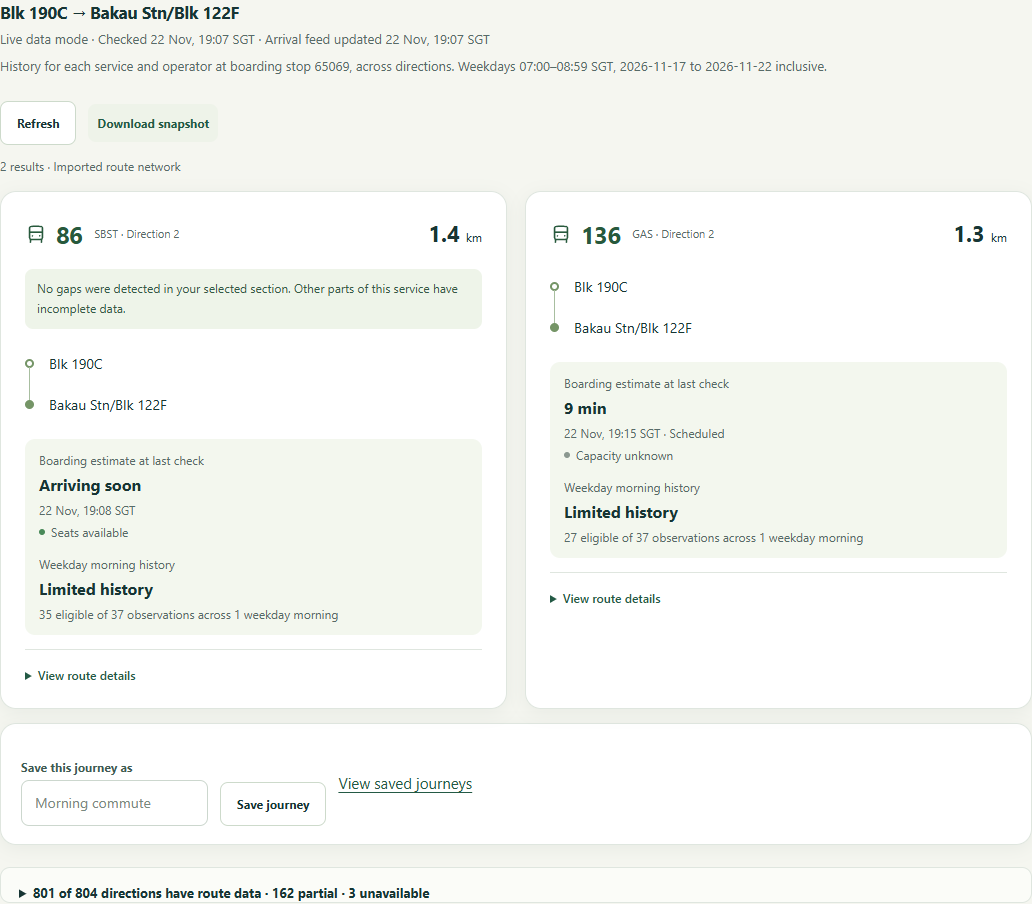 Blk 190C → Bakau Stn/Blk 122F
Live data mode · Checked 22 Nov, 19:07 SGT · Arrival feed updated 22 Nov, 19:07 SGT
History for each service and operator at boarding stop 65069, across directions. Weekdays 07:00–08:59 SGT, 2026-11-17 to 2026-11-22 inclusive.
Refresh
Download snapshot
2 results · Imported route network
86 SBST · Direction 2 1.4 km
No gaps were detected in your selected section. Other parts of this service have
incomplete data.
Blk 190C
Bakau Stn/Blk 122F
Boarding estimate at last check
Arriving soon
22 Nov, 19:08 SGT
Seats available
Weekday morning history
Limited history
35 eligible of 37 observations across 1 weekday morning
View route details
136 GAS · Direction 2 1.3 km
Blk 190C
Bakau Stn/Blk 122F
Boarding estimate at last check
9 min
22 Nov, 19:15 SGT · Scheduled
Capacity unknown
Weekday morning history
Limited history
27 eligible of 37 observations across 1 weekday morning
View route details
Save this journey as
Morning commute
Save journey
View saved journeys
801 of 804 directions have route data · 162 partial · 3 unavailable